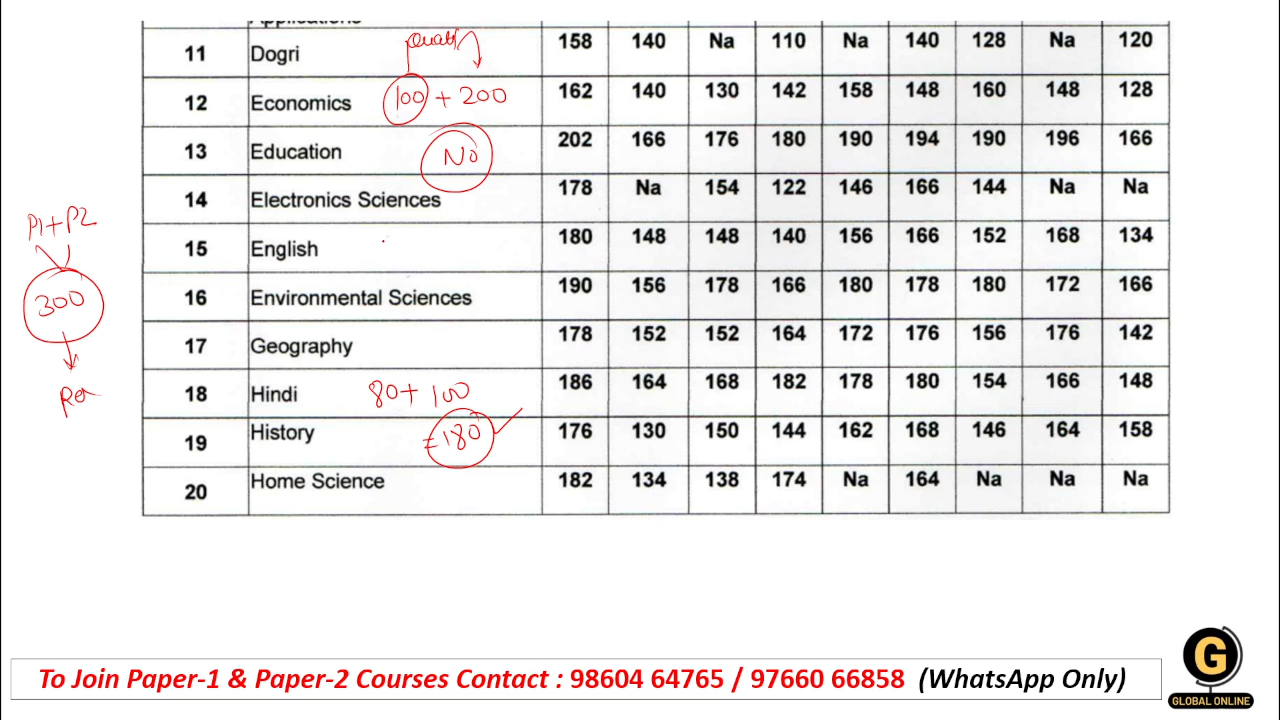 Applications
11 Dogri 158 140 Na 110 Na 140 128 Na 120
12 Economics 100 + 200 162 140 130 142 158 148 160 148 128
13 Education No 202 166 176 180 190 194 190 196 166
14 Electronics Sciences 178 Na 154 122 146 166 144 Na Na
P1+P2
15 English 180 148 148 140 156 166 152 168 134
300
16 Environmental Sciences 190 156 178 166 180 178 180 172 166
17 Geography 178 152 152 164 172 176 156 176 142
18 Hindi 80+ 100 186 164 168 182 178 180 154 166 148
19 History =180 176 130 150 144 162 168 146 164 158
20 Home Science 182 134 138 174 Na 164 Na Na Na
To Join Paper-1 & Paper-2 Courses Contact : 98604 64765 / 97660 66858 (WhatsApp Only)
G
GLOBAL ONLINE